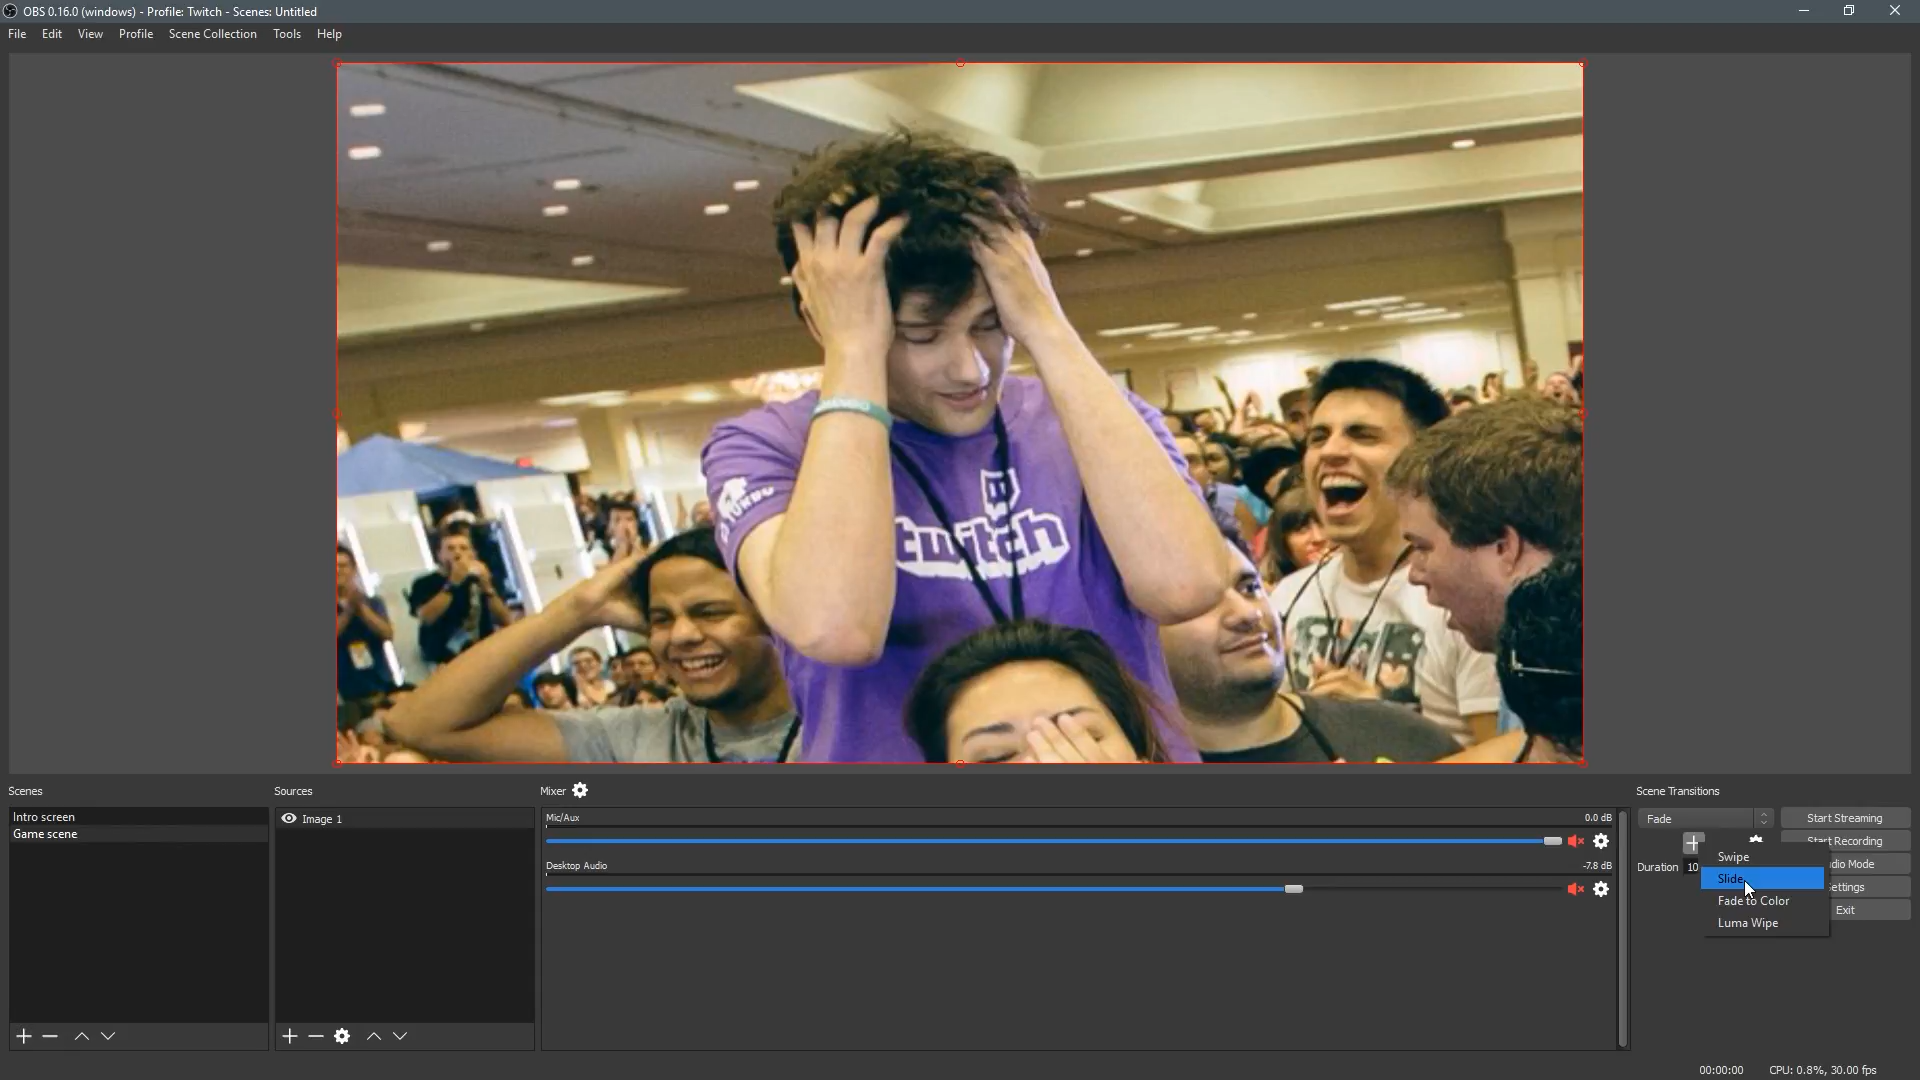 OBS 0.16.0 (windows) - Profile: Twitch - Scenes: Untitled
File Edit View Profile Scene Collection Tools Help
twitch
Scenes
Intro screen
Game scene
Sources
Image 1
Mixer
Mic/Aux 0.0 dB
Desktop Audio -7.8 dB
Scene Transitions
Fade
Duration 10
Swipe
Slide
Fade to Color
Luma Wipe
Start Streaming
Start Recording
dio Mode
ettings
Exit
00:00:00 CPU: 0.8%, 30.00 fps